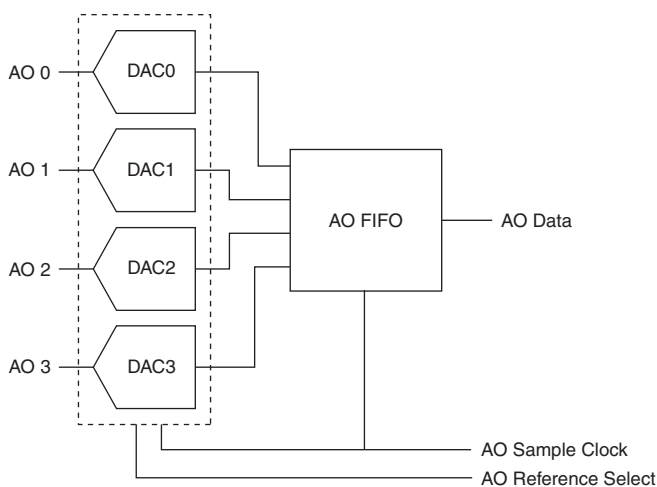 AO 0
DAC0
AO 1
DAC1
AO FIFO
AO Data
AO 2
DAC2
AO 3
DAC3
AO Sample Clock
AO Reference Select